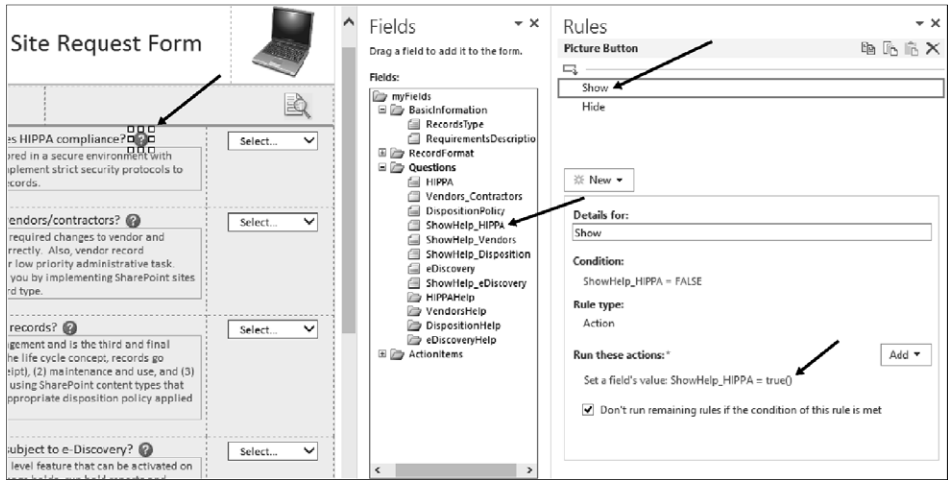 Site Request Form
es HIPPA compliance?
ored in a secure environment with
nplement strict security protocols to
ecords.
Select...
vendors/contractors?
required changes to vendor and
orrectly. Also, vendor record
r low priority administrative task.
you by implementing SharePoint sites
rd type.
Select...
records?
gement and is the third and final
he life cycle concept, records go
eipt), (2) maintenance and use, and (3)
using SharePoint content types that
ppropriate disposition policy applied
Select...
subject to e-Discovery?
level feature that can be activated on
Select...
Fields
Drag a field to add it to the form.
Fields:
myFields
BasicInformation
RecordsType
RequirementsDescriptio
RecordFormat
Questions
HIPPA
Vendors_Contractors
DispositionPolicy
ShowHelp_HIPPA
ShowHelp_Vendors
ShowHelp_Disposition
eDiscovery
ShowHelp_eDiscovery
HIPPAHelp
VendorsHelp
DispositionHelp
eDiscoveryHelp
ActionItems
Rules
Picture Button
Show
Hide
New
Details for:
Show
Condition:
ShowHelp_HIPPA = FALSE
Rule type:
Action
Run these actions:*
Add
Set a field's value: ShowHelp_HIPPA = true()
Don't run remaining rules if the condition of this rule is met